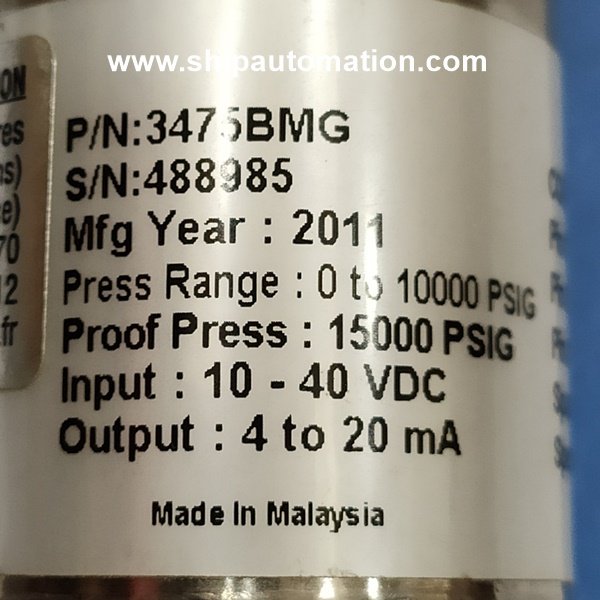 www.shipautomation.com
P/N:3475BMG
S/N:488985
Mfg Year : 2011
Press Range : 0 to 10000 PSIG
Proof Press : 15000 PSIG
Input : 10 - 40 VDC
Output : 4 to 20 mA
Made In Malaysia